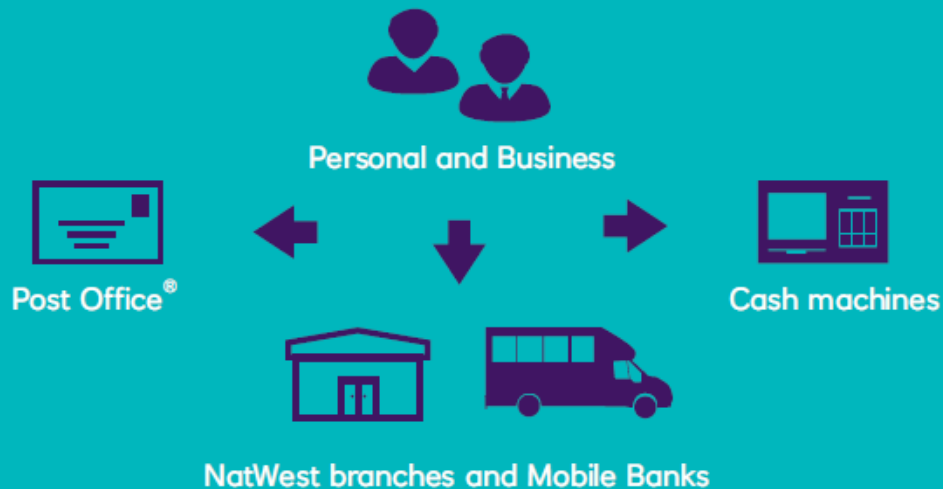 Personal and Business
Post Office®
Cash machines
NatWest branches and Mobile Banks